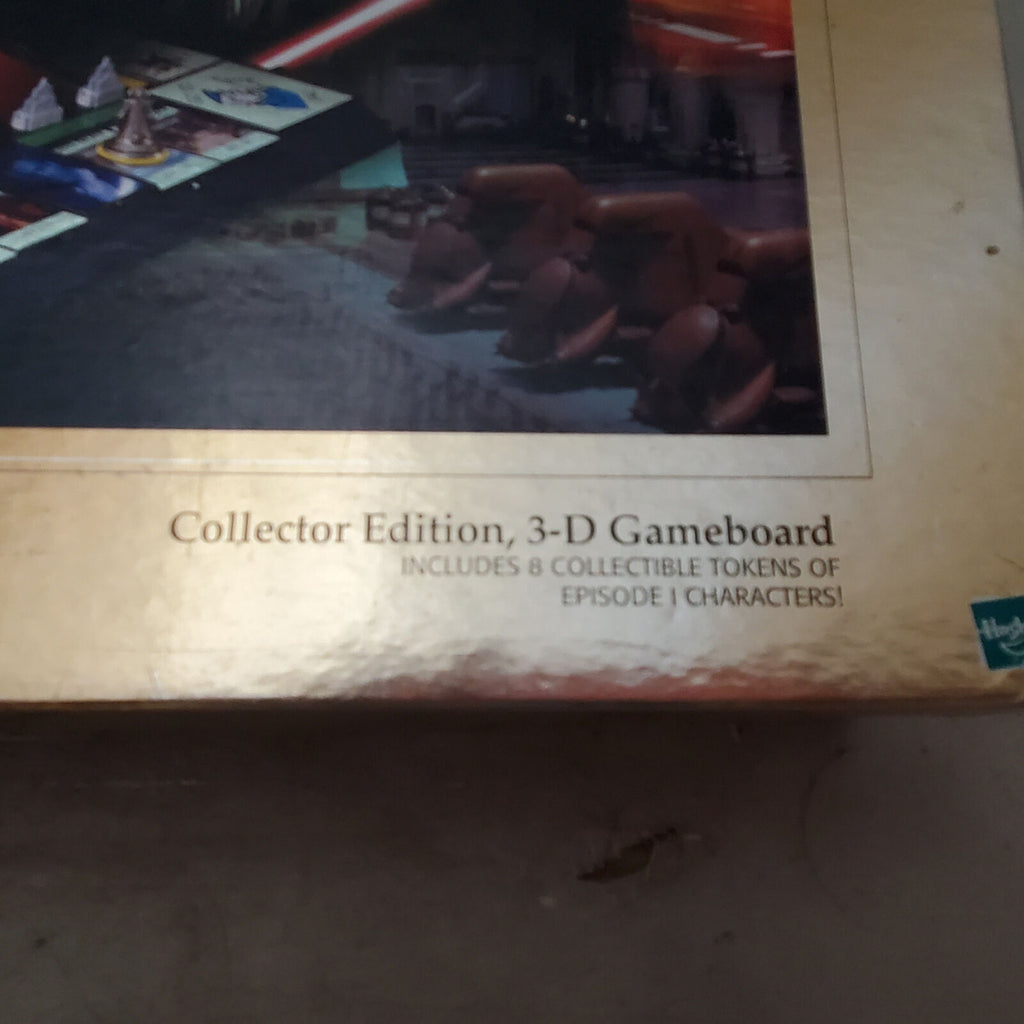 Collector Edition, 3-D Gameboard
INCLUDES 8 COLLECTIBLE TOKENS OF
EPISODE I CHARACTERS!